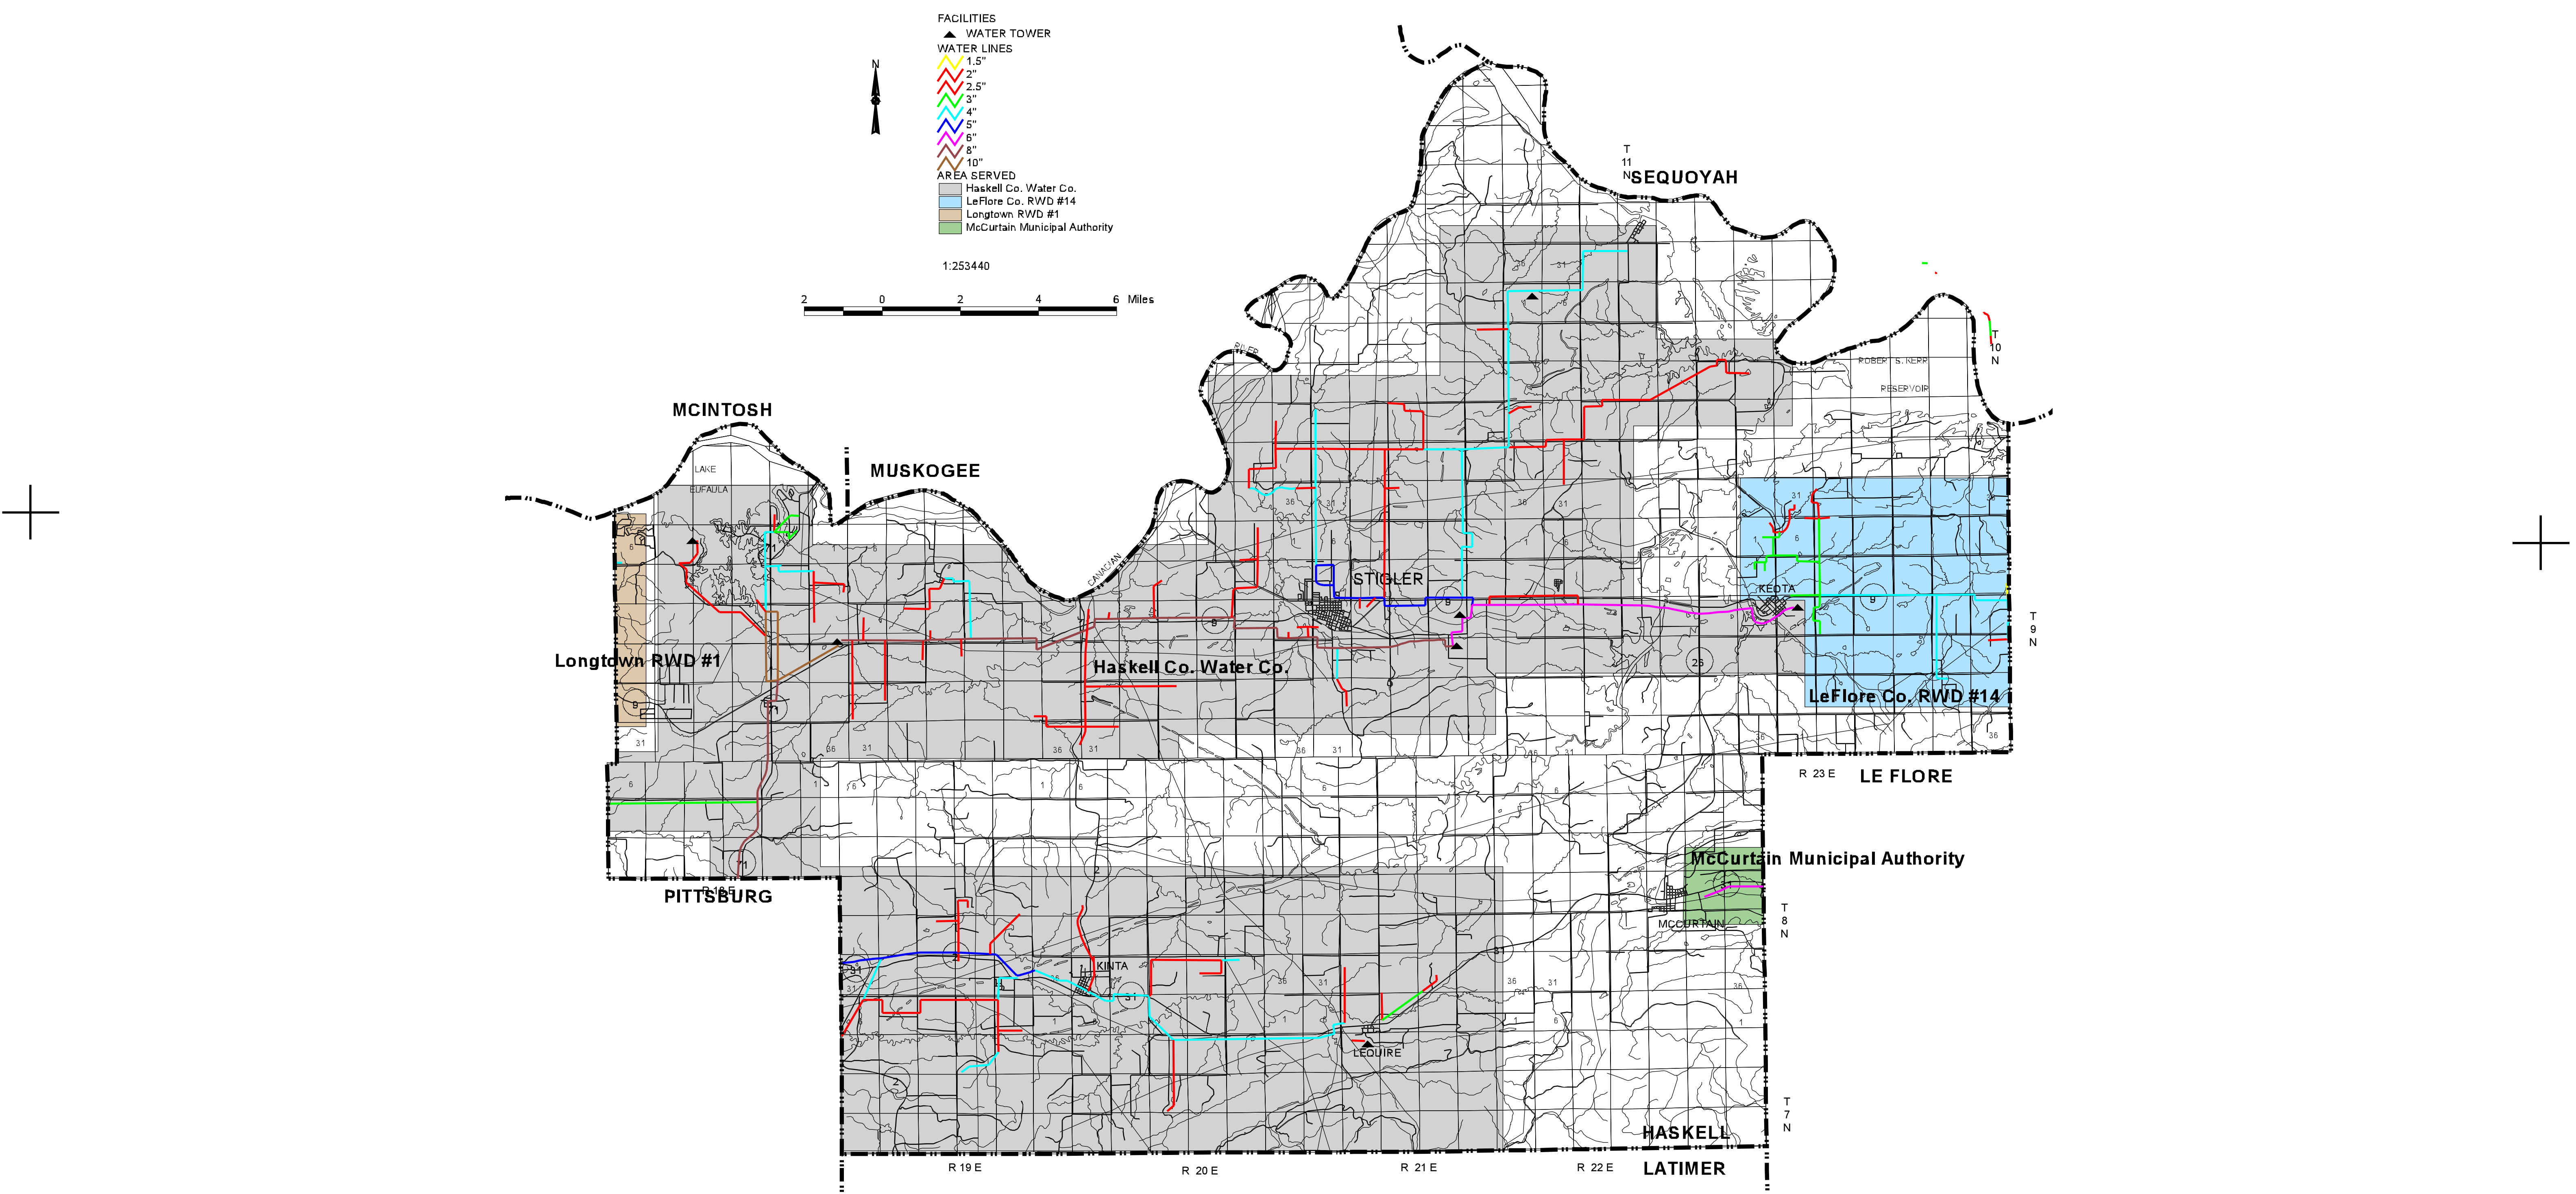 FACILITIES
WATER TOWER
WATER LINES
1.5"
2"
2.5"
3"
4"
5"
6"
8"
10"
AREA SERVED
Haskell Co. Water Co.
LeFlore Co. RWD #14
Longtown RWD #1
McCurtain Municipal Authority
1:253440
2 0 2 4 6 Miles
N
T
11
N
SEQUOYAH
T
10
N
ROBERT S. KERR
RESERVOIR
RIVER
MCINTOSH
LAKE
EUFAULA
MUSKOGEE
CANADIAN
STIGLER
KEOTA
T
9
N
Longtown RWD #1
Haskell Co. Water Co.
LeFlore Co. RWD #14
R 23 E
LE FLORE
McCurtain Municipal Authority
MCCURTAIN
T
8
N
R 18 E
PITTSBURG
KINTA
LEQUIRE
T
7
N
HASKELL
LATIMER
R 19 E
R 20 E
R 21 E
R 22 E